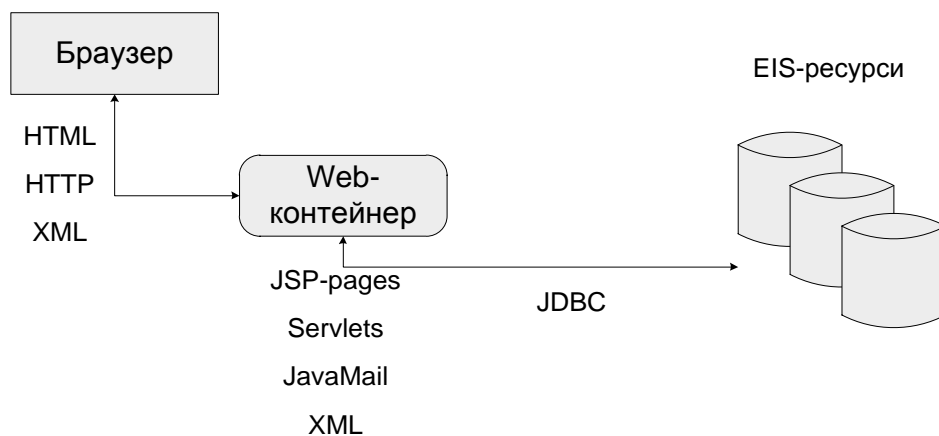 Браузер
EIS-ресурси
HTML
HTTP
XML
Web-
контейнер
JSP-pages
JDBC
Servlets
JavaMail
XML